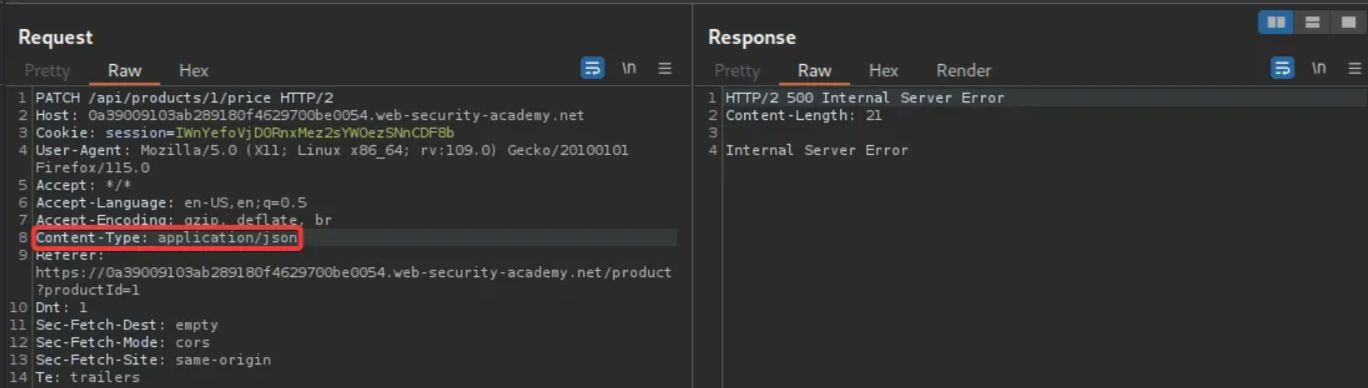 Request
Pretty Raw Hex \n
1 PATCH /api/products/1/price HTTP/2
2 Host: 0a39009103ab289180f4629700be0054.web-security-academy.net
3 Cookie: session=IWnYefoVjDORnxMez2sYWOezSNnCDF8b
4 User-Agent: Mozilla/5.0 (X11; Linux x86_64; rv:109.0) Gecko/20100101
Firefox/115.0
5 Accept: */*
6 Accept-Language: en-US,en;q=0.5
7 Accept-Encoding: gzip, deflate, br
8 Content-Type: application/json
9 Referer:
https://0a39009103ab289180f4629700be0054.web-security-academy.net/product
?productId=1
10 Dnt: 1
11 Sec-Fetch-Dest: empty
12 Sec-Fetch-Mode: cors
13 Sec-Fetch-Site: same-origin
14 Te: trailers
Response
Pretty Raw Hex Render \n
1 HTTP/2 500 Internal Server Error
2 Content-Length: 21
3
4 Internal Server Error